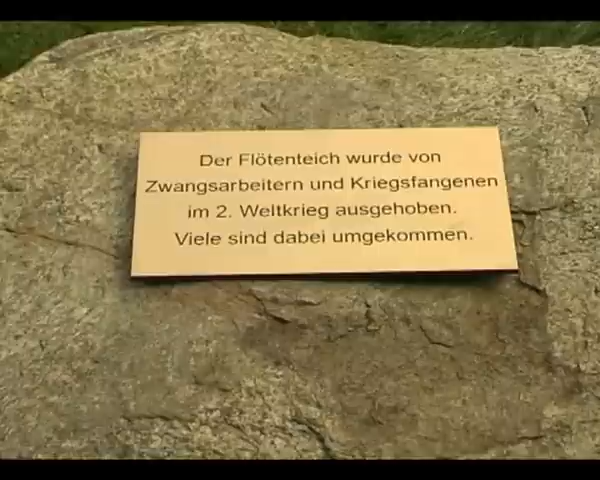 Der Flötenteich wurde von
Zwangsarbeitern und Kriegsfangenen
im 2. Weltkrieg ausgehoben.
Viele sind dabei umgekommen.